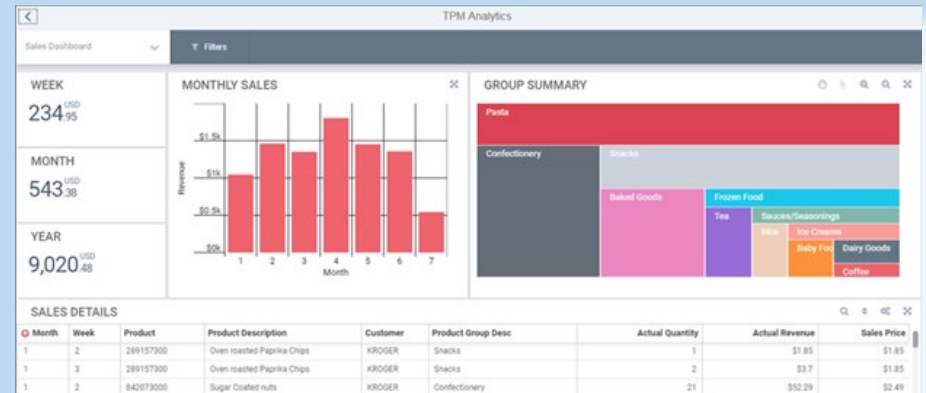 TPM Analytics
Sales Dashboard
Filters
WEEK
234 USD .95
MONTH
543 USD .38
YEAR
9,020 USD .48
MONTHLY SALES
Revenue
$1.5k
$1k
$0.5k
$0k
1 2 3 4 5 6 7
Month
GROUP SUMMARY
Pasta
Confectionery
Snacks
Baked Goods
Frozen Food
Tea
Sauces/Seasonings
Rice
Ice Creams
Baby Foo
Dairy Goods
Coffee
SALES DETAILS
Month Week Product Product Description Customer Product Group Desc Actual Quantity Actual Revenue Sales Price
1 2 289157300 Oven roasted Paprika Chips KROGER Snacks 1 $1.85 $1.85
1 3 289157300 Oven roasted Paprika Chips KROGER Snacks 2 $3.7 $1.85
1 2 842073000 Sugar Coated nuts KROGER Confectionery 21 $52.29 $2.49